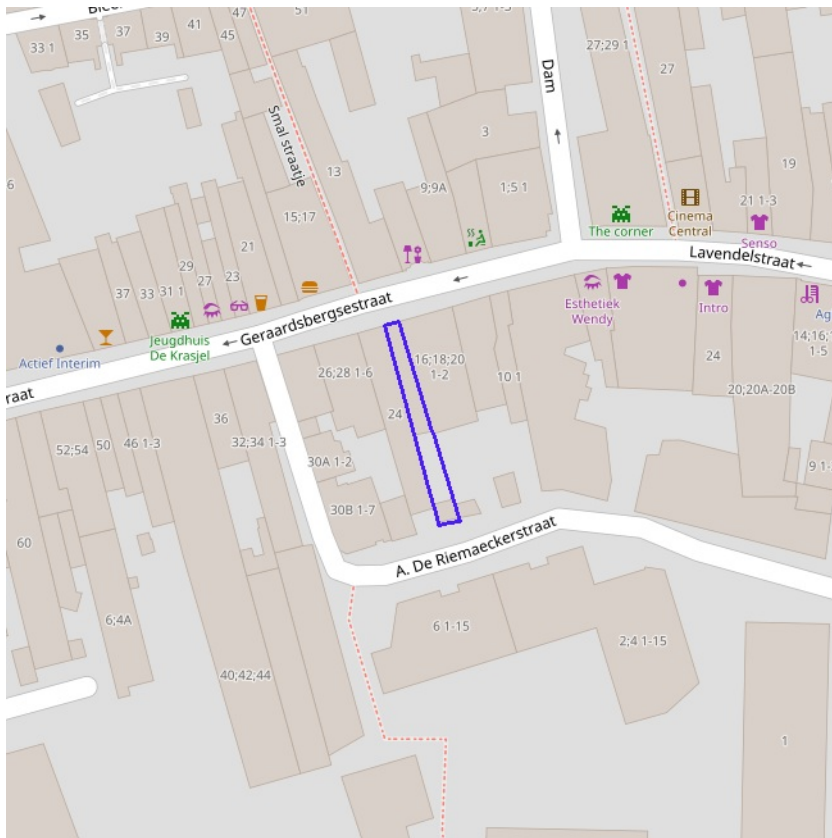 47
51
33 1
35
37
39
41
45
Smal straatje
Dam
27;29 1
27
3
13
9;9A
1;5 1
19
21 1-3
15;17
The corner
Cinema
Central
Senso
Lavendelstraat
29
27
21
23
37
33
31 1
Geraardsbergsestraat
Jeugdhuis
De Krasjel
Actief Interim
Esthetiek
Wendy
Intro
Ag
raat
26;28 1-6
16;18;20
1-2
10 1
24
24
14;16;1
1-5
20;20A-20B
36
52;54
50
46 1-3
32;34 1-3
30A 1-2
30B 1-7
9 1-
60
A. De Riemaeckerstraat
6;4A
6 1-15
2;4 1-15
40;42;44
1